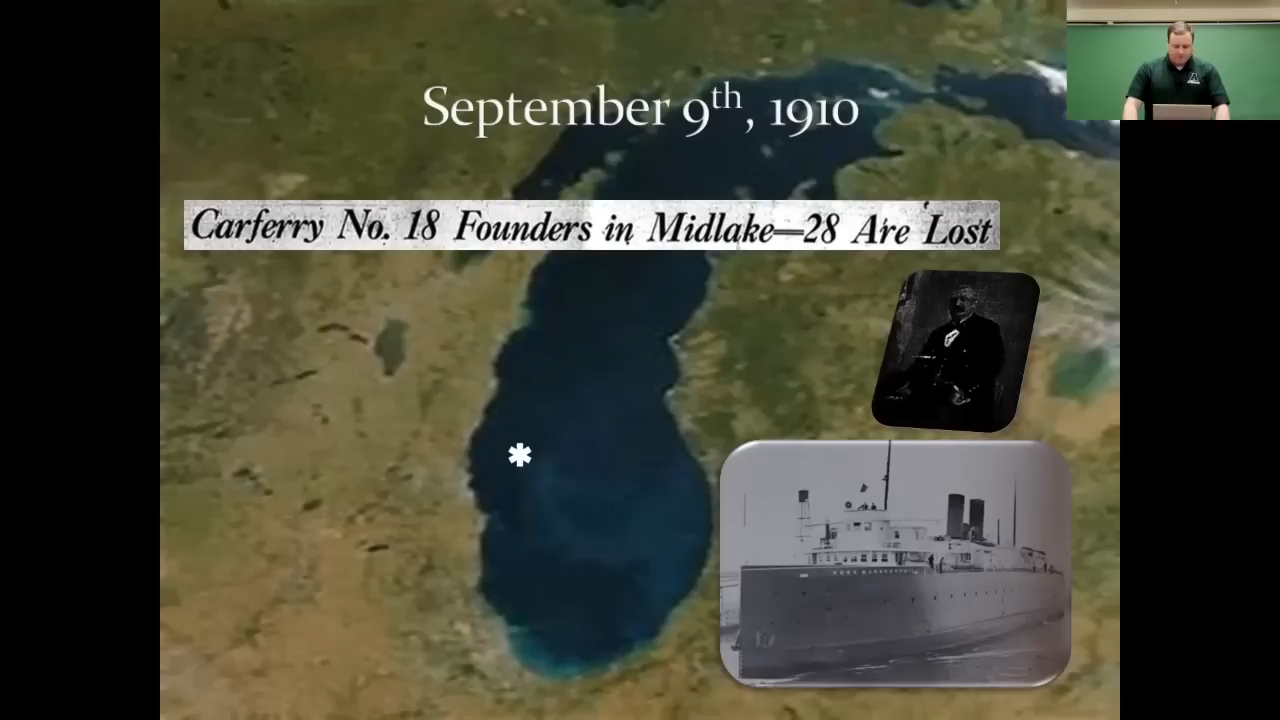 September 9th, 1910
Carferry No. 18 Founders in Midlake—28 Are Lost